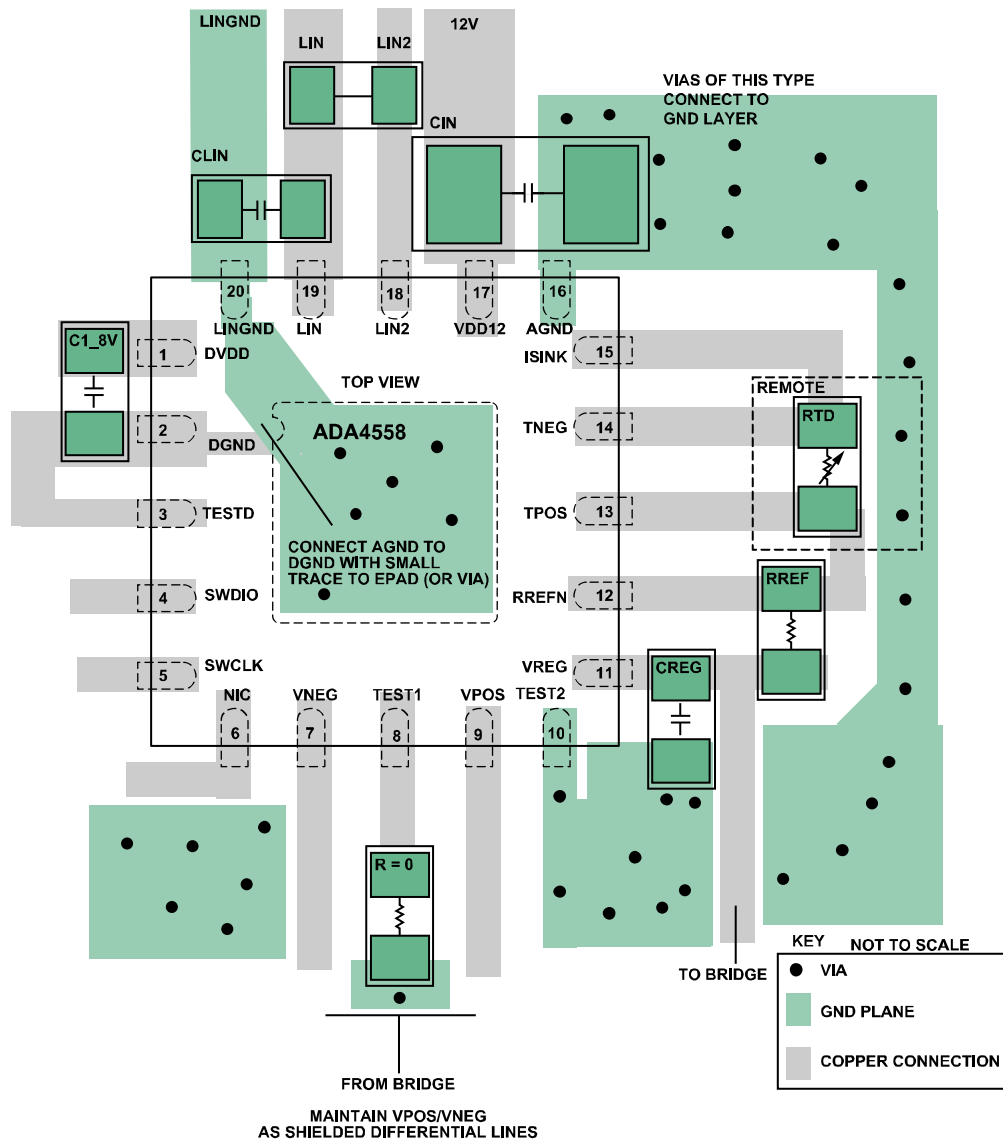 LINGND
LIN
LIN2
12V
VIAS OF THIS TYPE
CONNECT TO
GND LAYER
CIN
CLIN
20
19
18
17
16
LINGND
LIN
LIN2
VDD12
AGND
C1_8V
1
DVDD
ISINK
15
TOP VIEW
REMOTE
RTD
2
DGND
ADA4558
TNEG
14
3
TESTD
TPOS
13
CONNECT AGND TO
DGND WITH SMALL
TRACE TO EPAD (OR VIA)
4
SWDIO
RREFN
12
RREF
5
SWCLK
VREG
11
CREG
NIC
VNEG
TEST1
VPOS
TEST2
6
7
8
9
10
R = 0
TO BRIDGE
KEY
NOT TO SCALE
VIA
GND PLANE
COPPER CONNECTION
FROM BRIDGE
MAINTAIN VPOS/VNEG
AS SHIELDED DIFFERENTIAL LINES